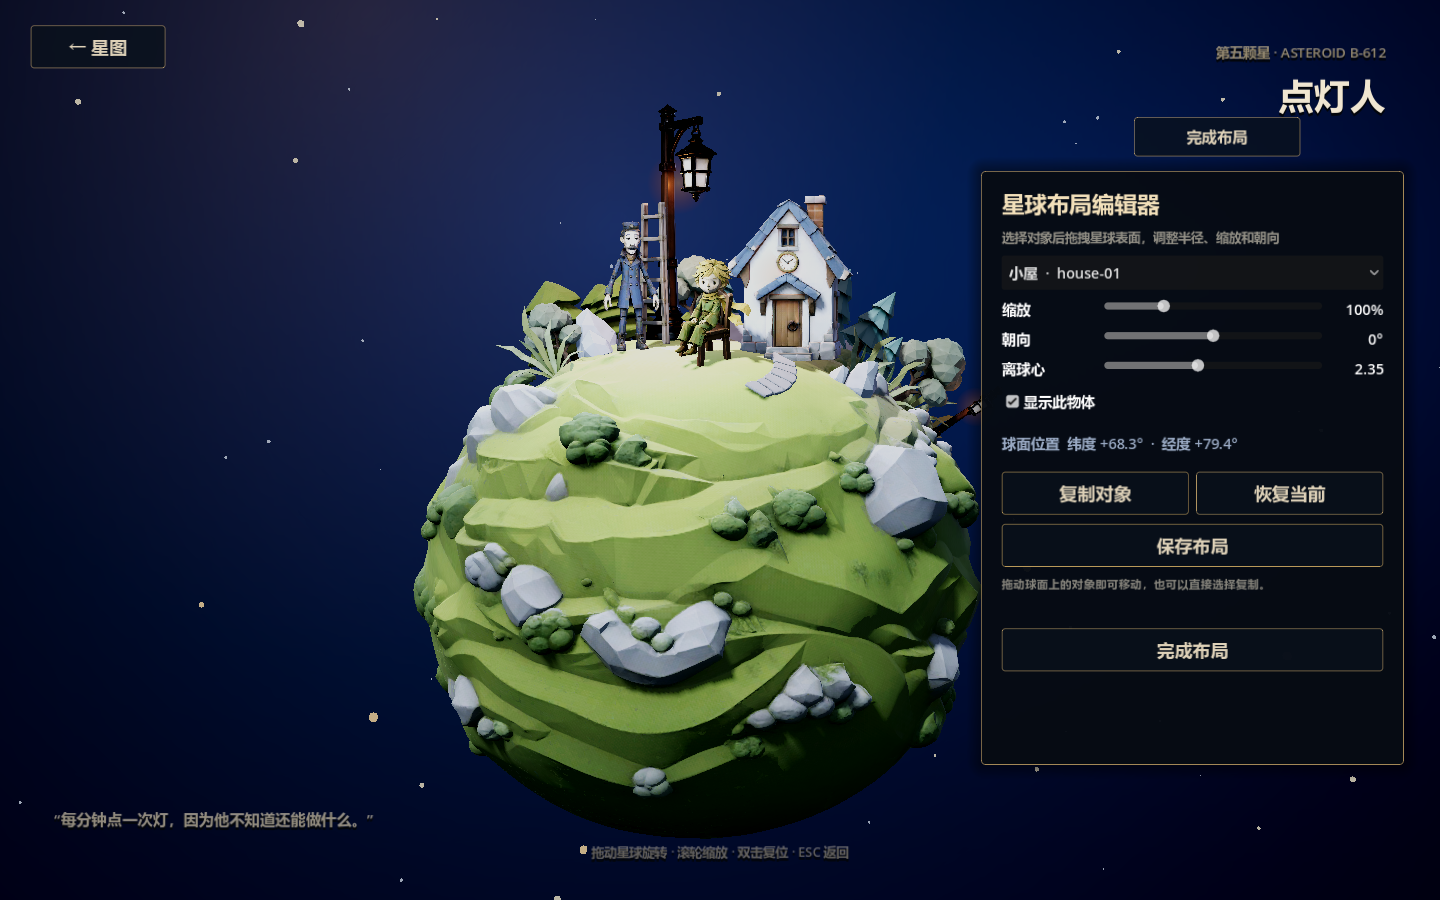 ← 星图
第五颗星 · ASTEROID B-612
点灯人
完成布局
星球布局编辑器
选择对象后拖拽星球表面，调整半径、缩放和朝向
小屋 · house-01
缩放 100%
朝向 0°
离球心 2.35
显示此物体
球面位置 纬度 +68.3° · 经度 +79.4°
复制对象 恢复当前
保存布局
拖动球面上的对象即可移动，也可以直接选择复制。
完成布局
“每分钟点一次灯，因为他不知道还能做什么。”
拖动星球旋转 · 滚轮缩放 · 双击复位 · ESC 返回